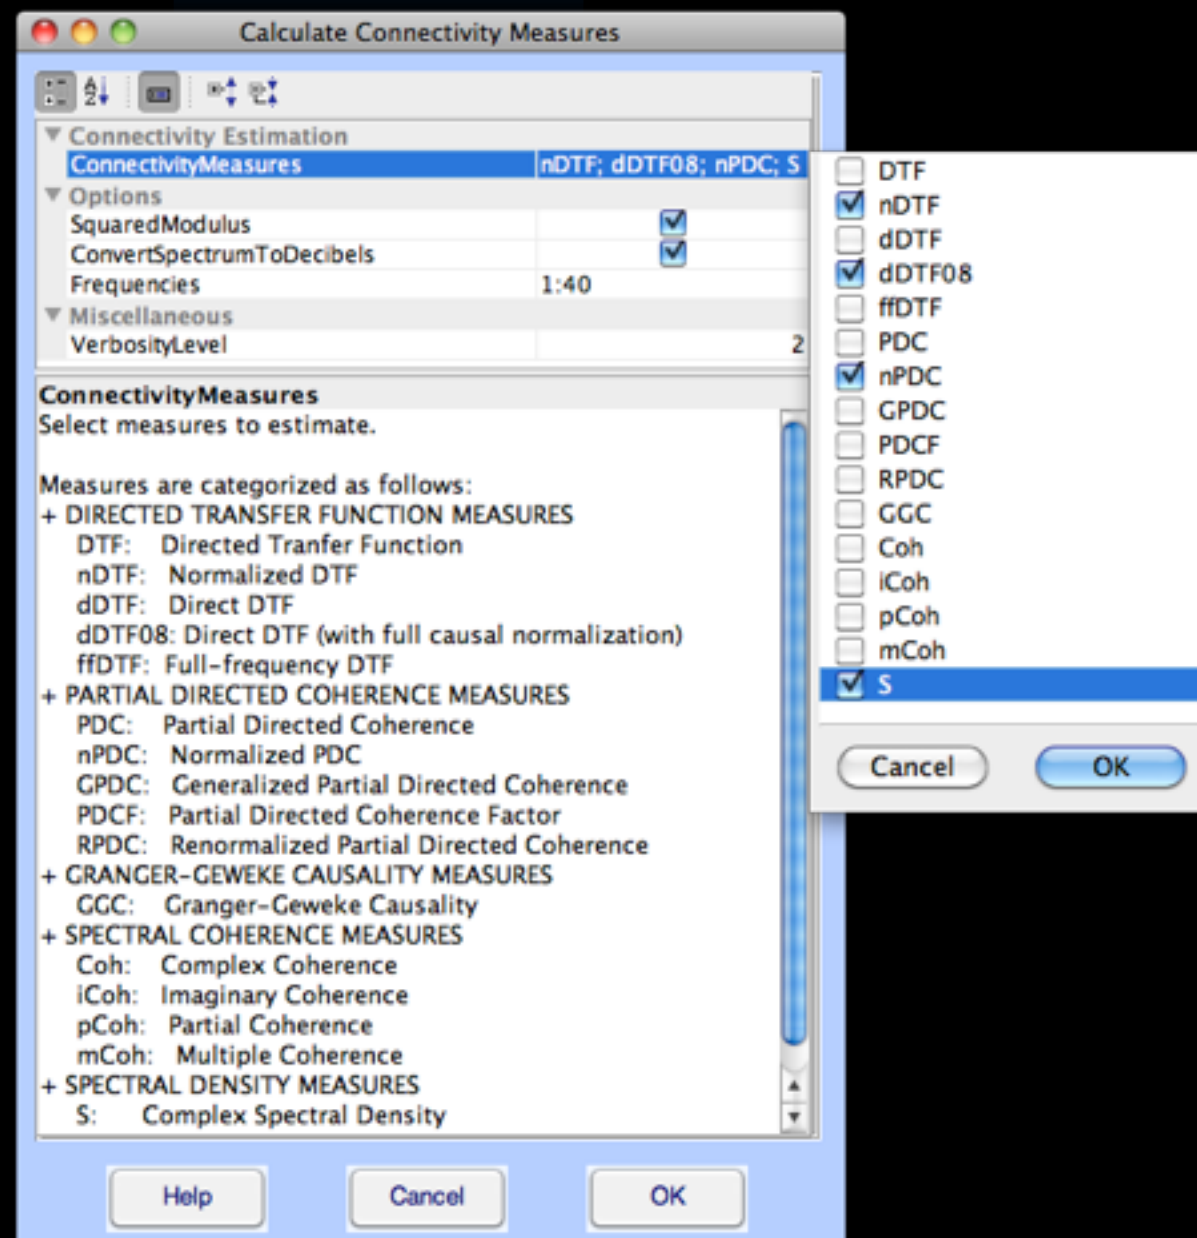 Calculate Connectivity Measures
Connectivity Estimation
ConnectivityMeasures nDTF; dDTF08; nPDC; S
Options
SquaredModulus
ConvertSpectrumToDecibels
Frequencies 1:40
Miscellaneous
VerbosityLevel 2
ConnectivityMeasures
Select measures to estimate.
Measures are categorized as follows:
+ DIRECTED TRANSFER FUNCTION MEASURES
DTF: Directed Tranfer Function
nDTF: Normalized DTF
dDTF: Direct DTF
dDTF08: Direct DTF (with full causal normalization)
ffDTF: Full-frequency DTF
+ PARTIAL DIRECTED COHERENCE MEASURES
PDC: Partial Directed Coherence
nPDC: Normalized PDC
GPDC: Generalized Partial Directed Coherence
PDCF: Partial Directed Coherence Factor
RPDC: Renormalized Partial Directed Coherence
+ GRANGER-GEWEKE CAUSALITY MEASURES
GGC: Granger-Geweke Causality
+ SPECTRAL COHERENCE MEASURES
Coh: Complex Coherence
iCoh: Imaginary Coherence
pCoh: Partial Coherence
mCoh: Multiple Coherence
+ SPECTRAL DENSITY MEASURES
S: Complex Spectral Density
Help Cancel OK
DTF
nDTF
dDTF
dDTF08
ffDTF
PDC
nPDC
GPDC
PDCF
RPDC
GGC
Coh
iCoh
pCoh
mCoh
S
Cancel OK